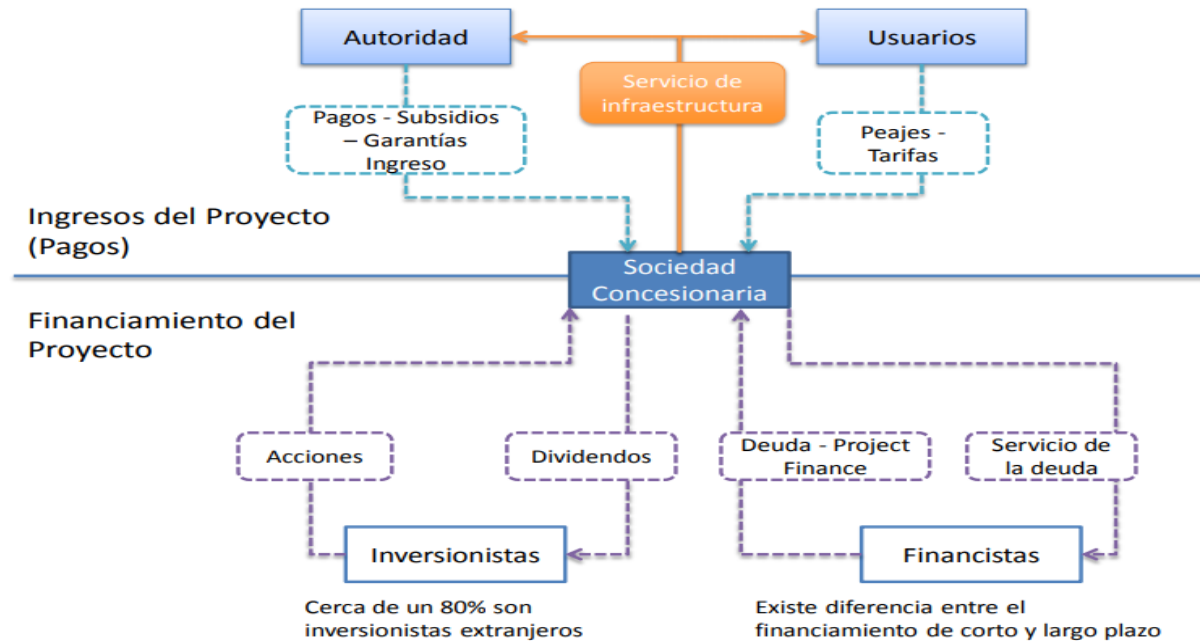 Autoridad
Usuarios
Servicio de
infraestructura
Pagos - Subsidios
– Garantías
Ingreso
Peajes -
Tarifas
Ingresos del Proyecto
(Pagos)
Sociedad
Concesionaria
Financiamiento del
Proyecto
Acciones
Dividendos
Deuda - Project
Finance
Servicio de
la deuda
Inversionistas
Financistas
Cerca de un 80% son
inversionistas extranjeros
Existe diferencia entre el
financiamiento de corto y largo plazo